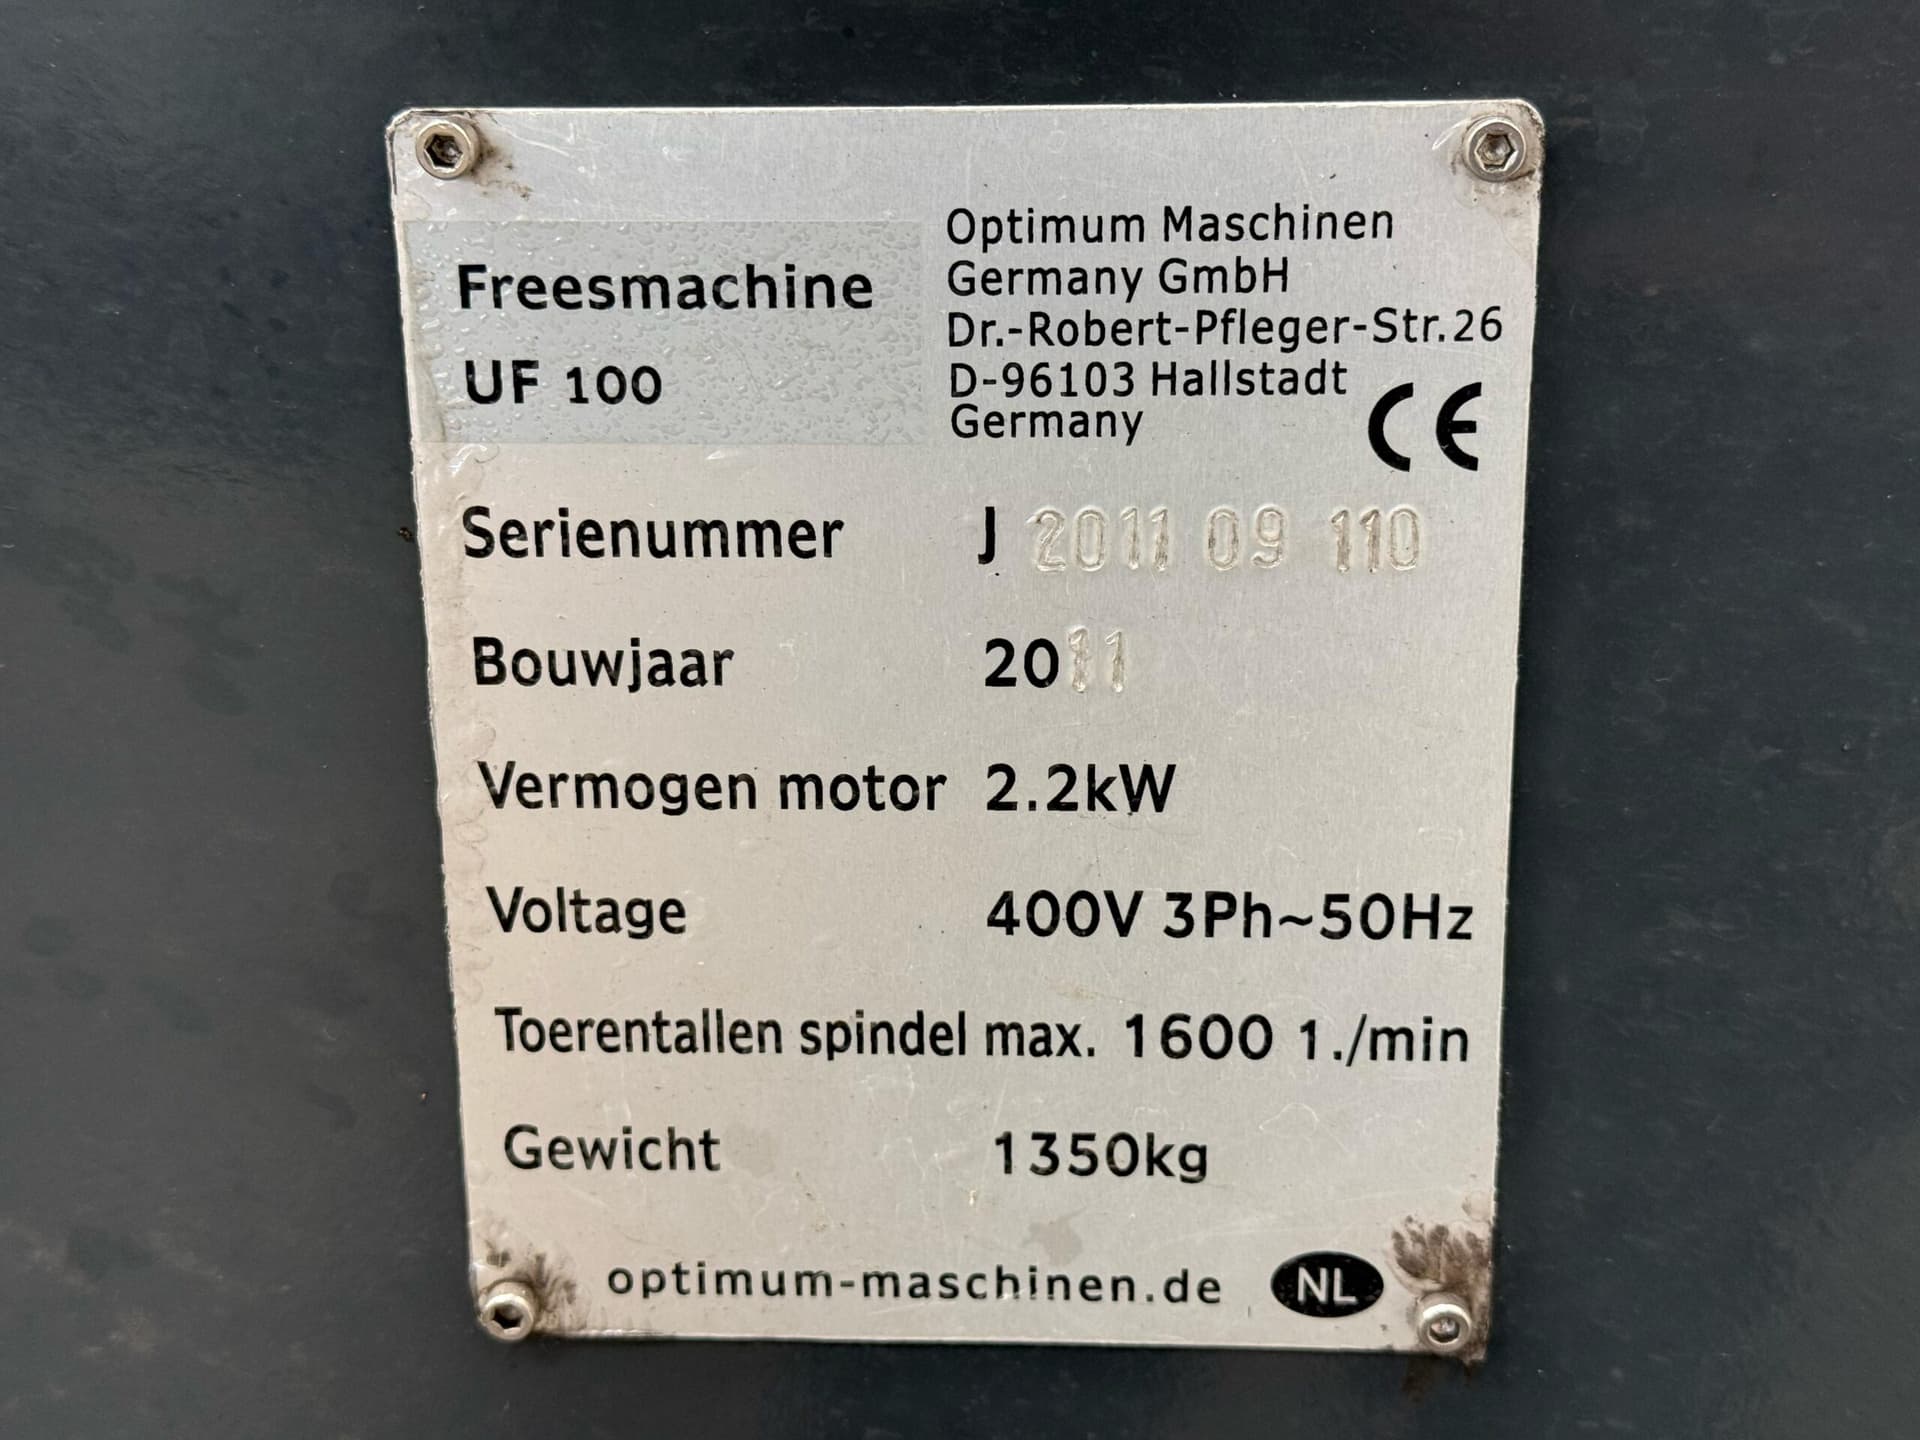 Freesmachine
UF 100
Optimum Maschinen
Germany GmbH
Dr.-Robert-Pfleger-Str.26
D-96103 Hallstadt
Germany
CE
Serienummer J 2011 09 110
Bouwjaar 2011
Vermogen motor 2.2kW
Voltage 400V 3Ph~50Hz
Toerentallen spindel max. 1600 1./min
Gewicht 1350kg
optimum-maschinen.de NL